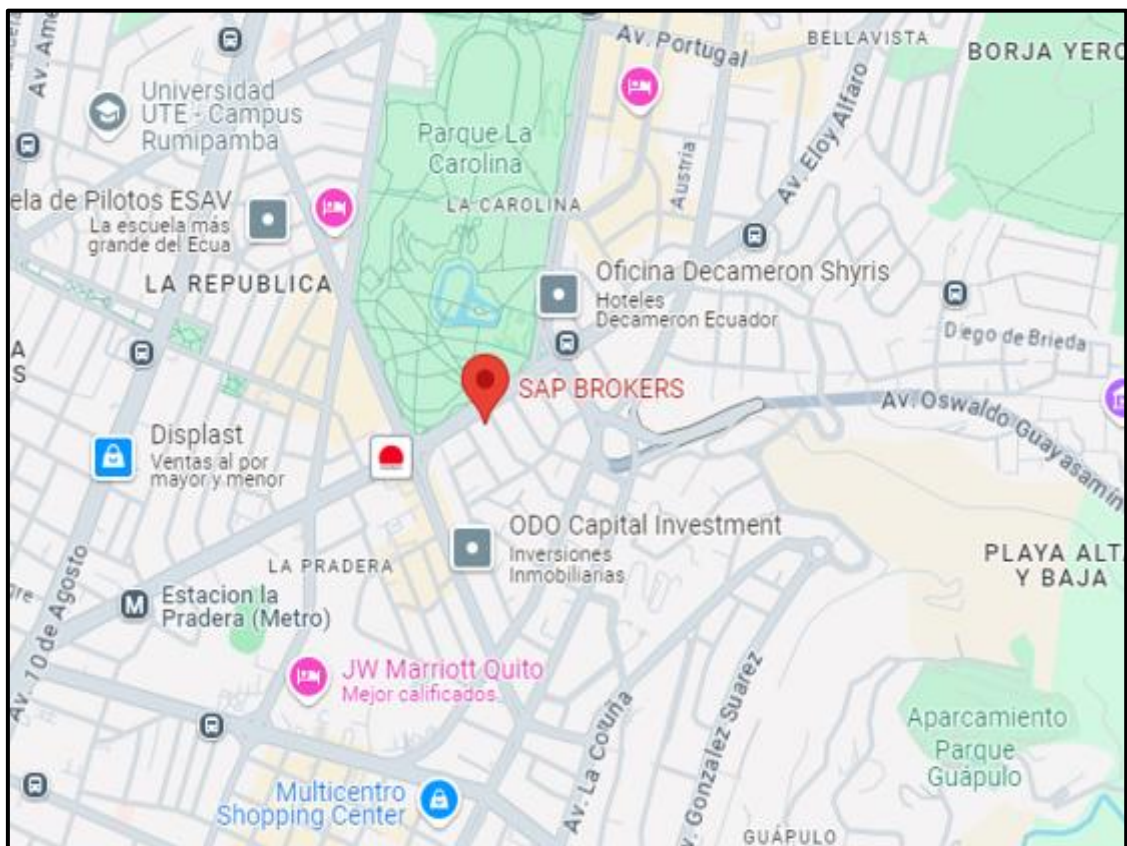 Av. Ame
Av. Portugal
BELLAVISTA
BORJA YERO
Universidad
UTE - Campus
Rumipamba
Parque La
Carolina
Av. Eloy Alfaro
Austria
ela de Pilotos ESAV
La escuela más
grande del Ecua
LA CAROLINA
LA REPUBLICA
Oficina Decameron Shyris
Hoteles
Decameron Ecuador
Diego de Brieda
A
S
SAP BROKERS
Av. Oswaldo Guayasamín
Displast
Ventas al por
mayor y menor
ODO Capital Investment
Inversiones
Inmobiliarias
LA PRADERA
PLAYA ALTA
Y BAJA
gre
M
Estacion la
Pradera (Metro)
Av. 10 de Agosto
JW Marriott Quito
Mejor calificados
Av. La Coruña
v. Gonzalez Suarez
Aparcamiento
Parque
Guápulo
Multicentro
Shopping Center
GUÁPULO